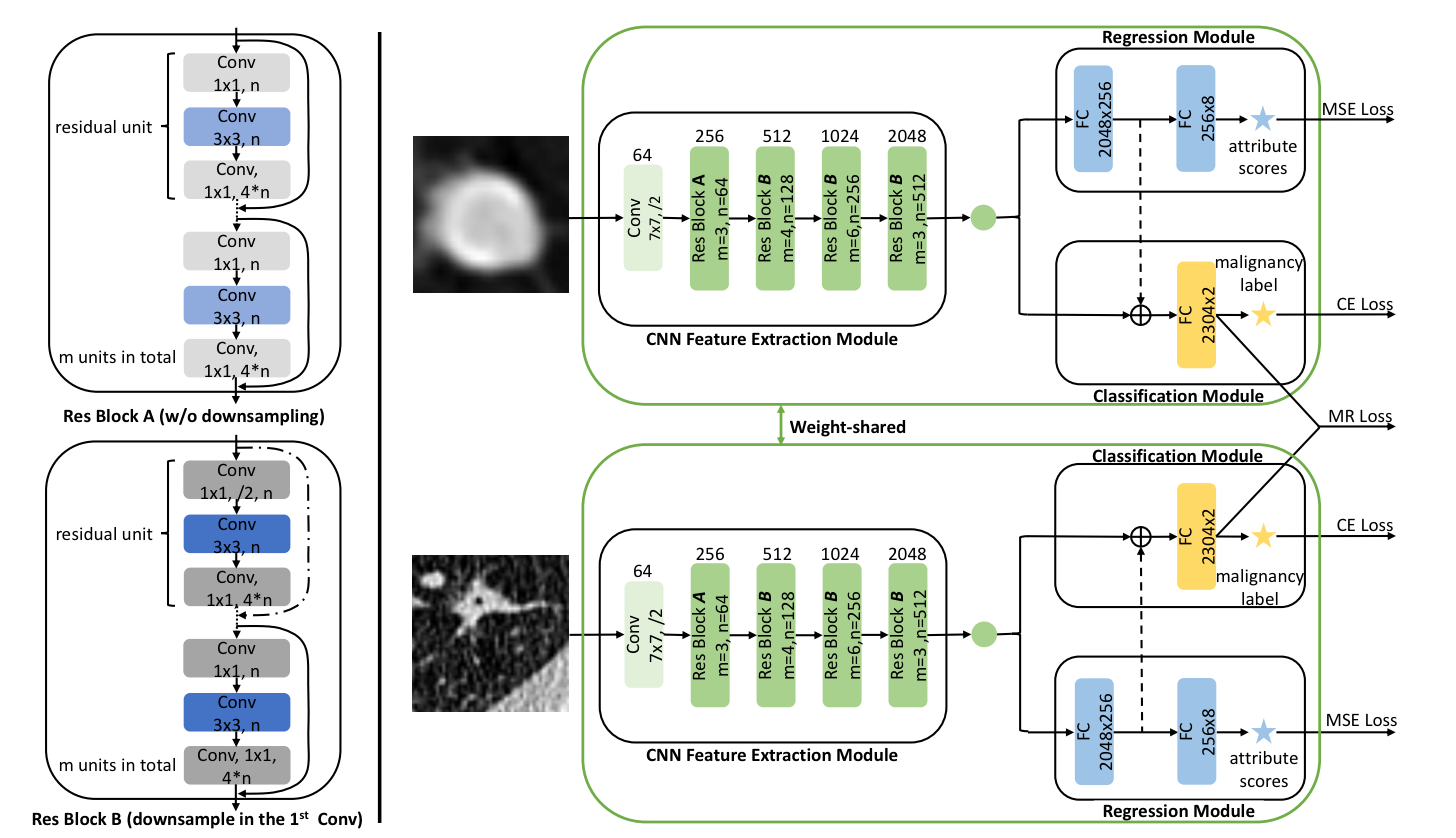 Conv
1x1, n
Conv
3x3, n
Conv,
1x1, 4*n
residual unit
Conv
1x1, n
Conv
3x3, n
Conv,
1x1, 4*n
m units in total
Res Block A (w/o downsampling)
Conv
1x1, /2, n
Conv
3x3, n
Conv,
1x1, 4*n
residual unit
Conv
1x1, n
Conv
3x3, n
Conv, 1x1,
4*n
m units in total
Res Block B (downsample in the 1st Conv)
64
Conv
7x7, /2
256
Res Block A
m=3, n=64
512
Res Block B
m=4,n=128
1024
Res Block B
m=6,n=256
2048
Res Block B
m=3,n=512
CNN Feature Extraction Module
Regression Module
FC
2048x256
FC
256x8
attribute
scores
MSE Loss
malignancy
label
FC
2304x2
CE Loss
Classification Module
MR Loss
Weight-shared
Classification Module
FC
2304x2
malignancy
label
CE Loss
64
Conv
7x7, /2
256
Res Block A
m=3, n=64
512
Res Block B
m=4,n=128
1024
Res Block B
m=6,n=256
2048
Res Block B
m=3,n=512
CNN Feature Extraction Module
FC
2048x256
FC
256x8
attribute
scores
MSE Loss
Regression Module